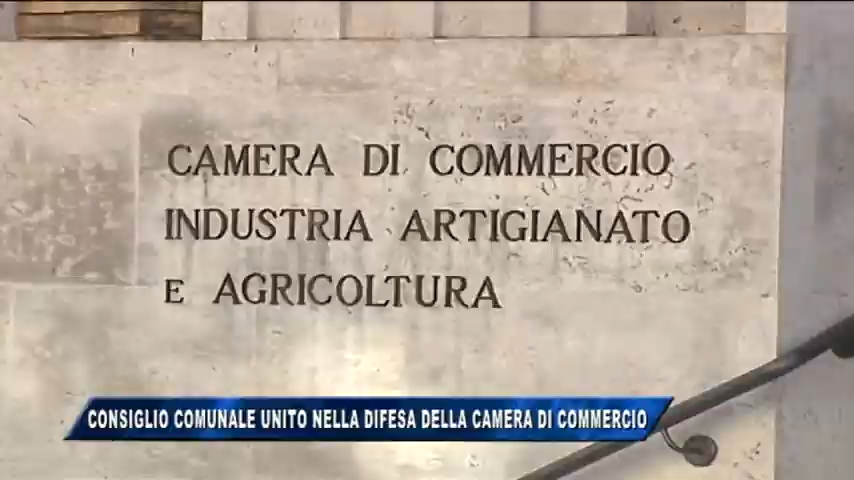 CAMERA DI COMMERCIO
INDUSTRIA ARTIGIANATO
E AGRICOLTURA
CONSIGLIO COMUNALE UNITO NELLA DIFESA DELLA CAMERA DI COMMERCIO